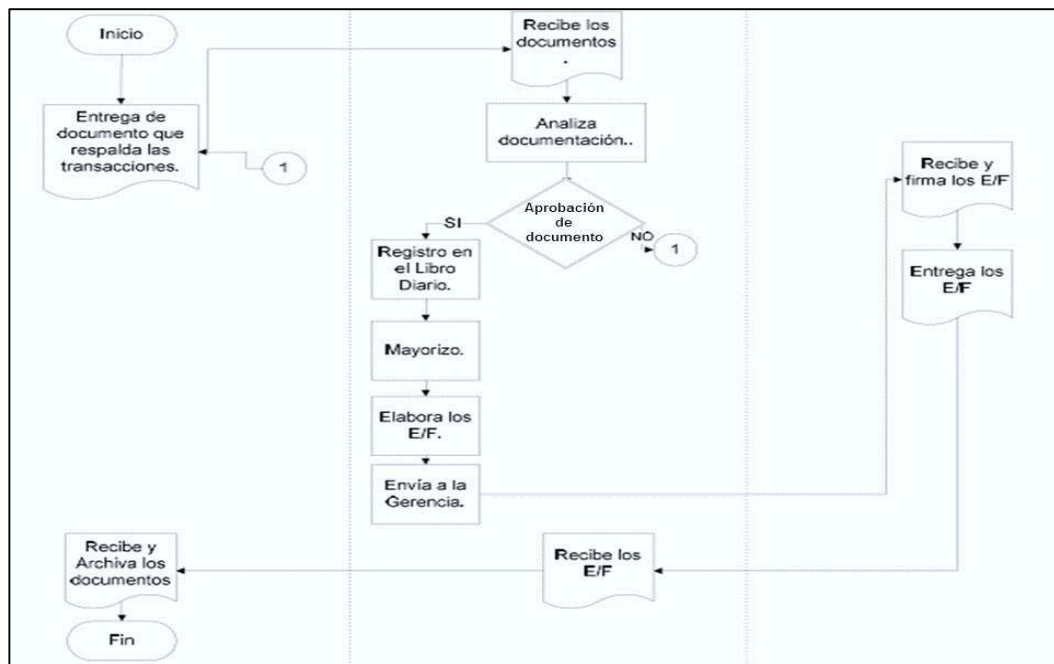 Inicio
Entrega de
documento que
respalda las
transacciones.
1
Recibe los
documentos
.
Analiza
documentación..
Aprobación
de
documento
SI
NO
1
Registro en
el Libro
Diario.
Mayorizo.
Elabora los
E/F.
Envía a la
Gerencia.
Recibe y
firma los E/F
Entrega los
E/F
Recibe los
E/F
Recibe y
Archiva los
documentos
Fin